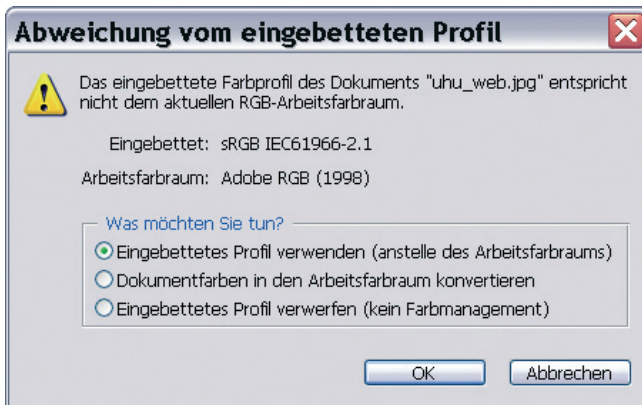 Abweichung vom eingebetteten Profil
Das eingebettete Farbprofil des Dokuments "uhu_web.jpg" entspricht
nicht dem aktuellen RGB-Arbeitsfarbraum.
Eingebettet: sRGB IEC61966-2.1
Arbeitsfarbraum: Adobe RGB (1998)
Was möchten Sie tun?
Eingebettetes Profil verwenden (anstelle des Arbeitsfarbraums)
Dokumentfarben in den Arbeitsfarbraum konvertieren
Eingebettetes Profil verwerfen (kein Farbmanagement)
OK Abbrechen